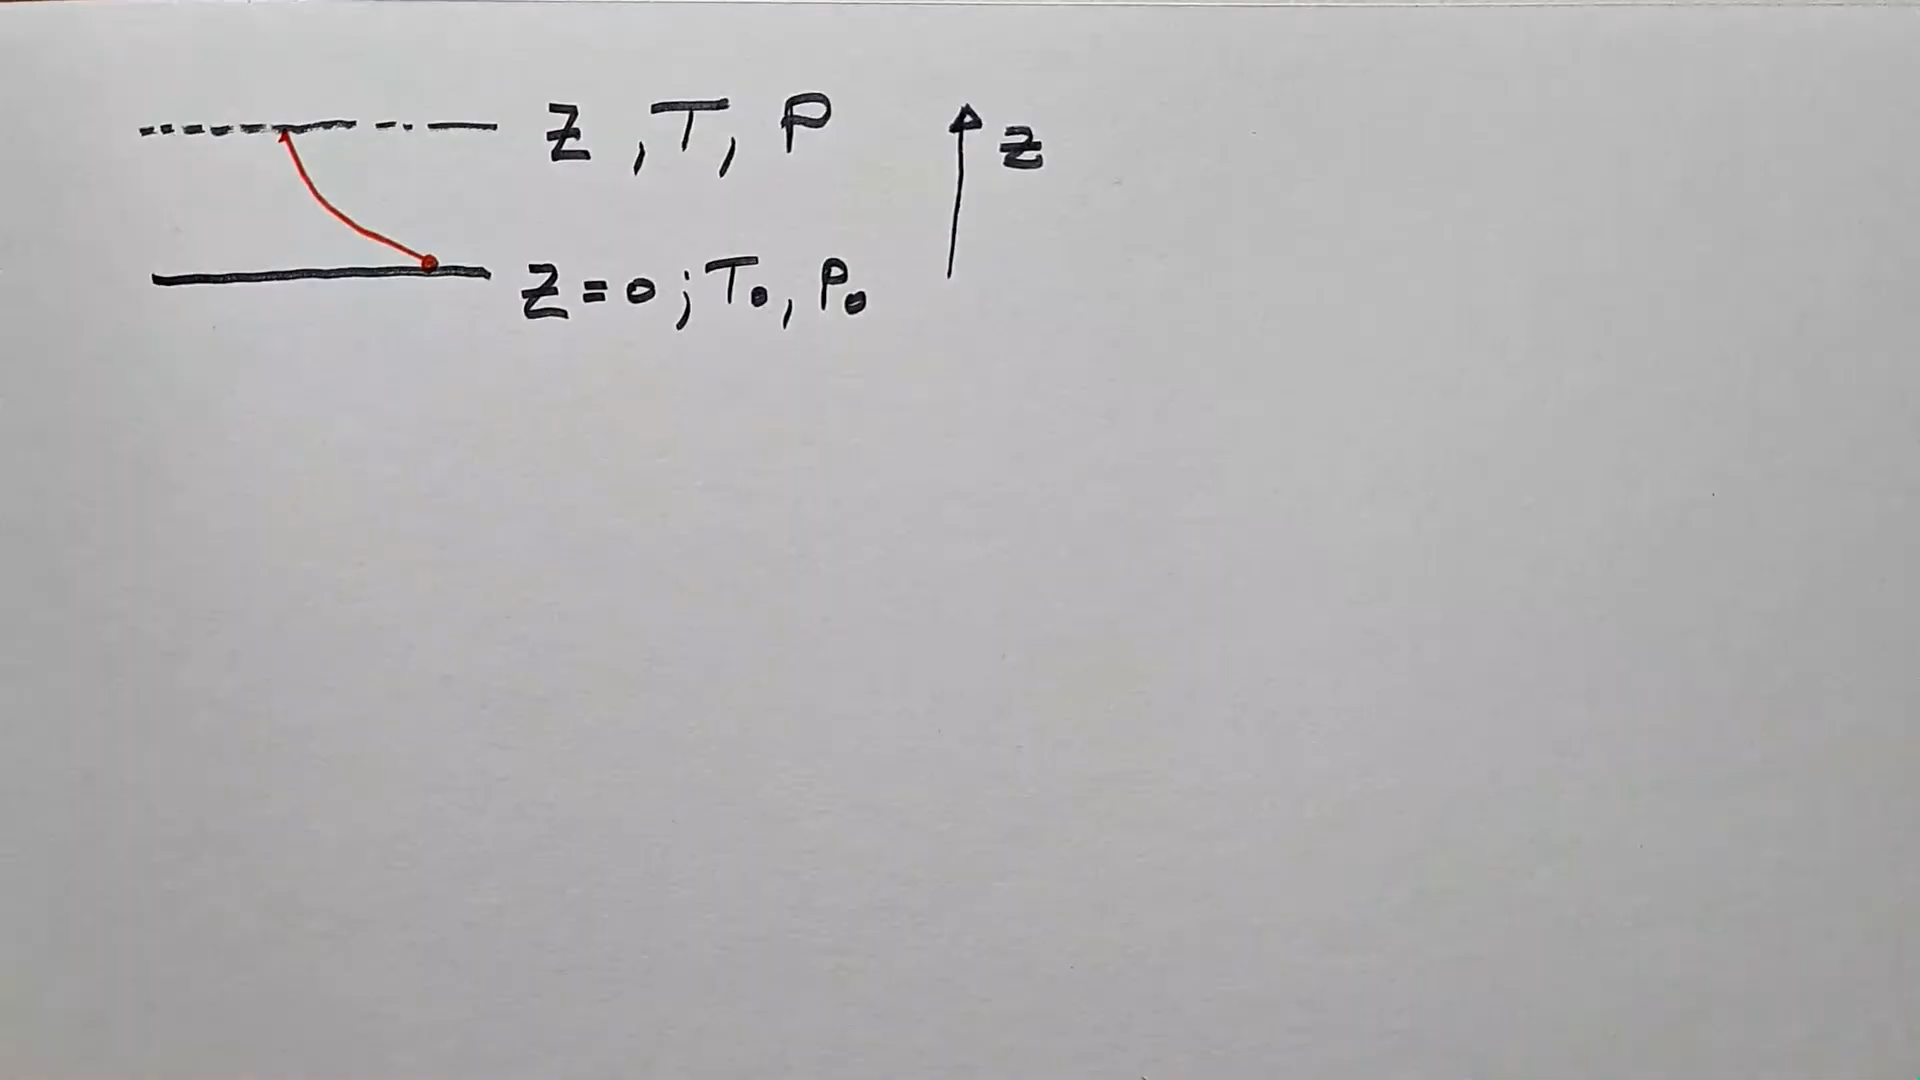 Z , T, P
Z
Z = 0 ; T₀, P₀